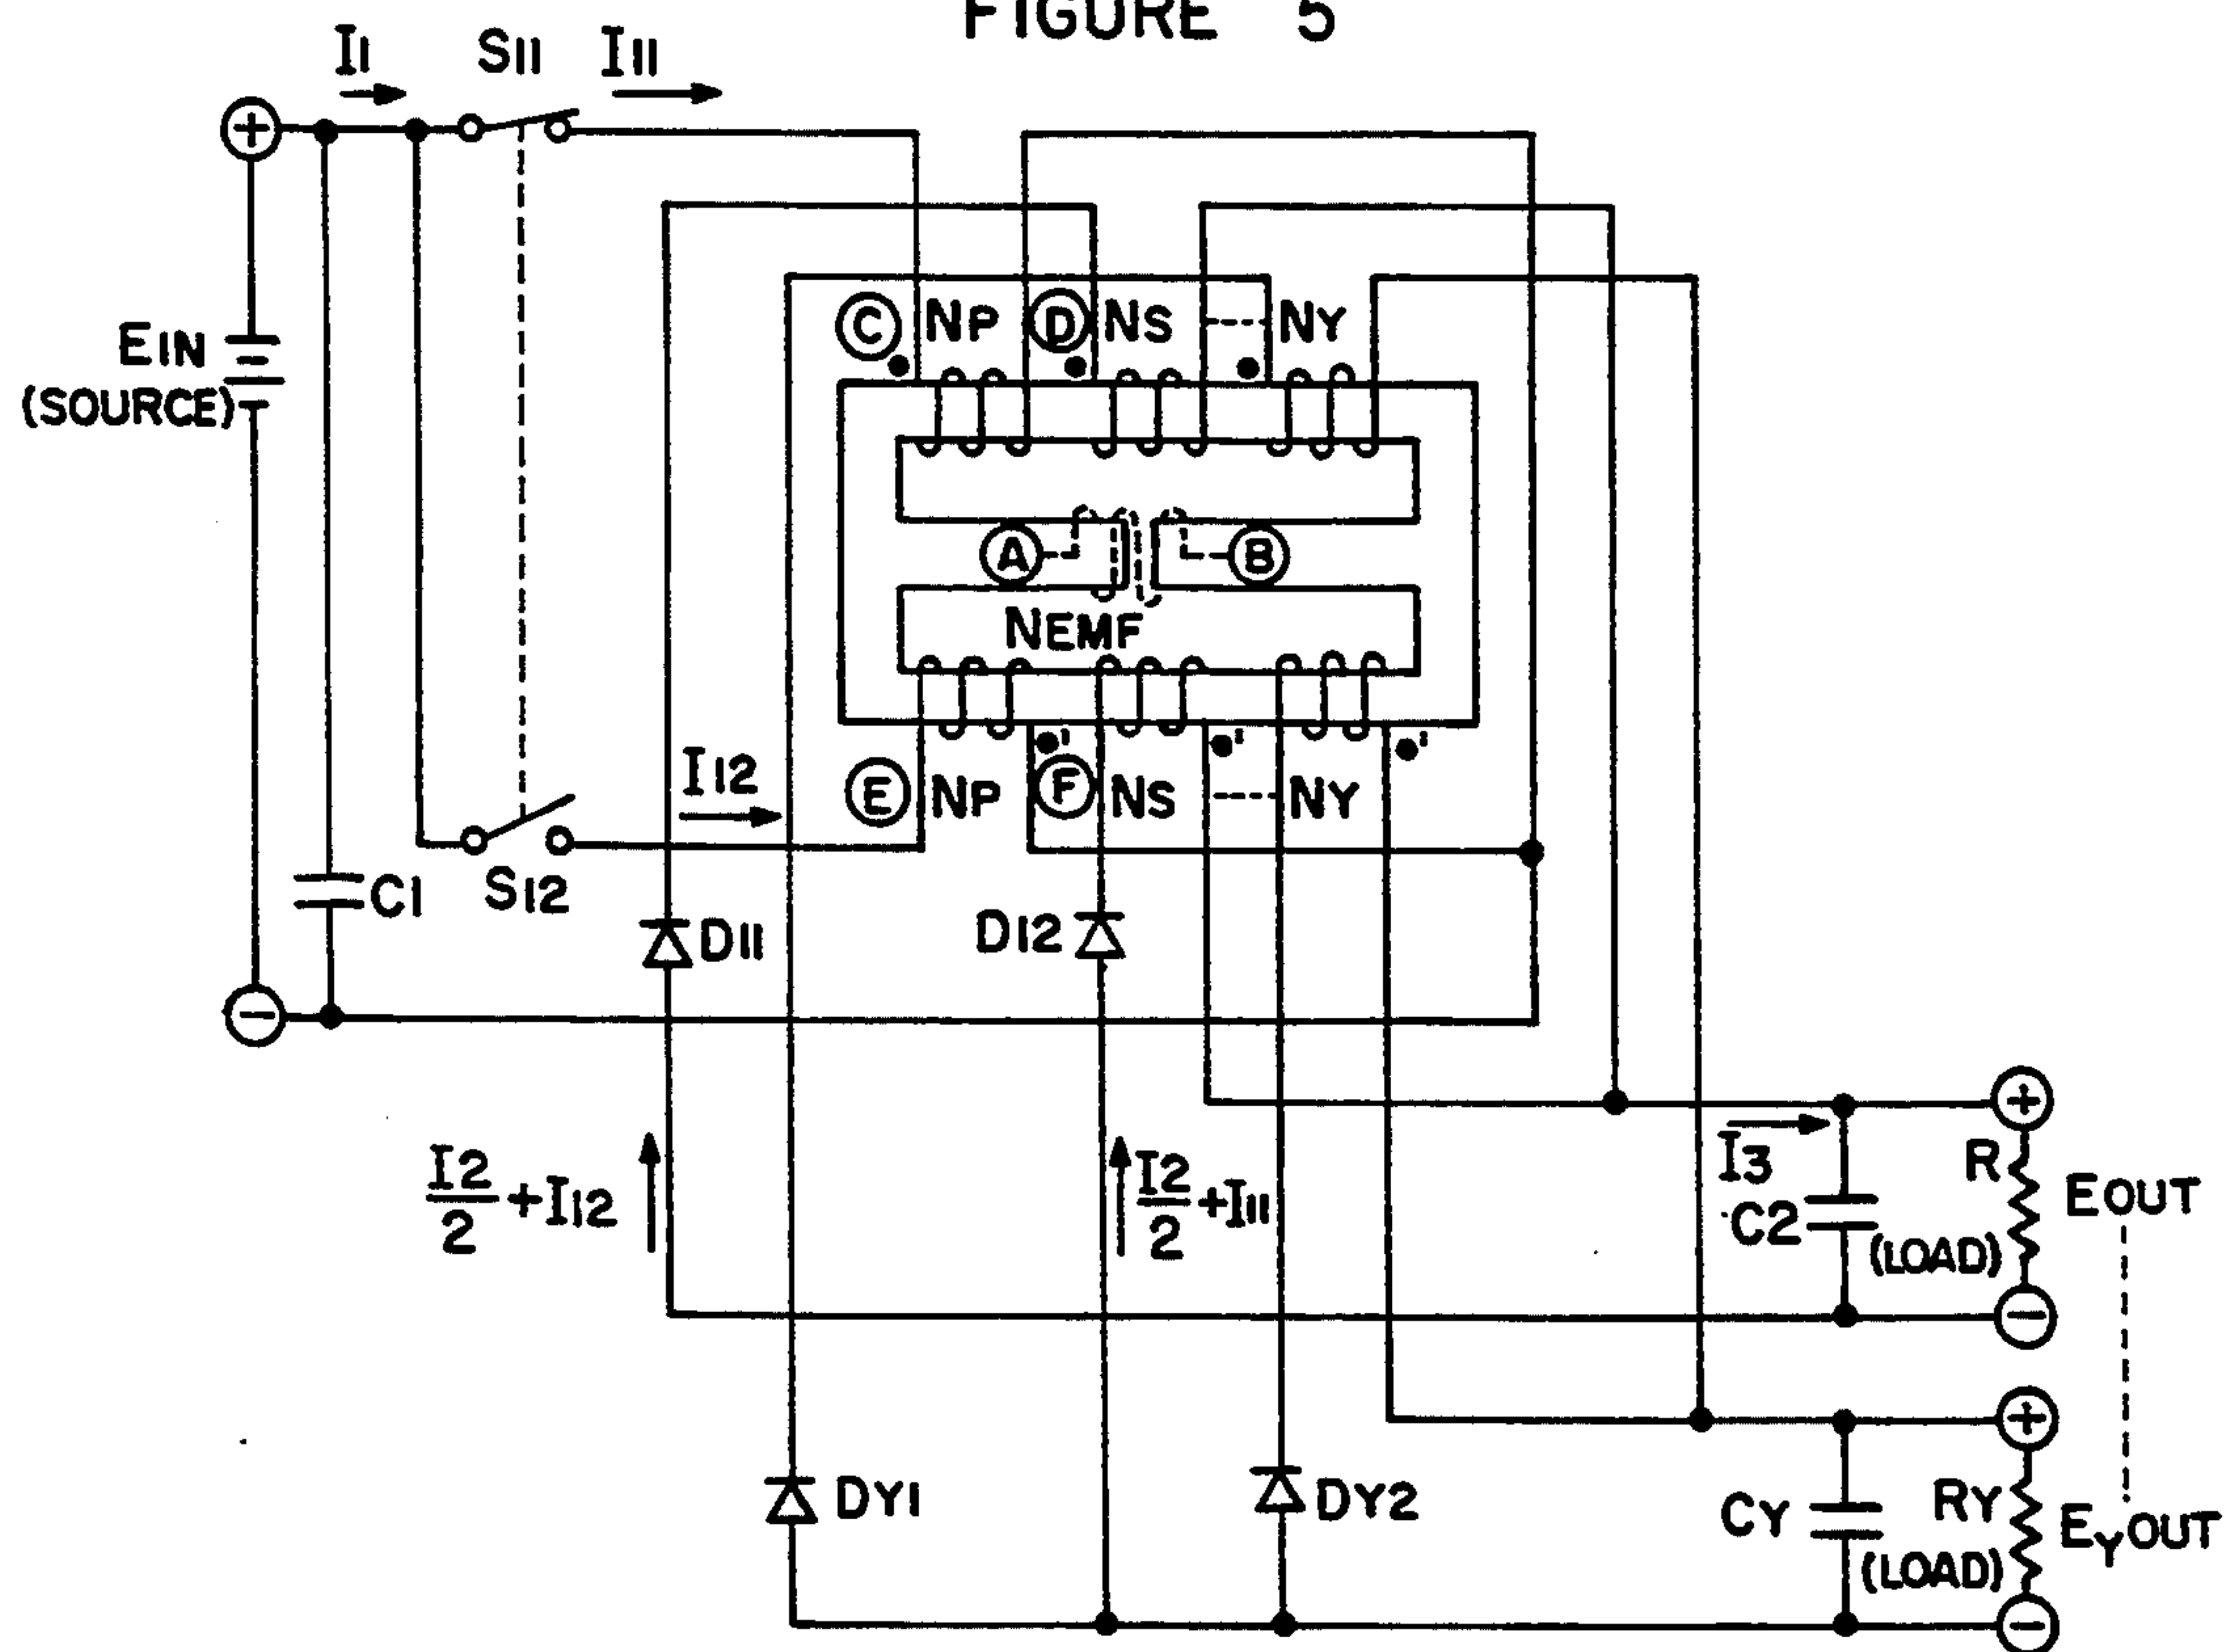 FIGURE 5
I1 S11 I11
+
EIN
(SOURCE)
C NP D NS NY
A B
NEMF
I12
E NP F NS NY
S12
C1
D11
D12
−
I2/2 + I12
I2/2 + I11
I3
C2
+
R
(LOAD)
EOUT
−
DY1
DY2
CY
+
RY
(LOAD)
EYOUT
−